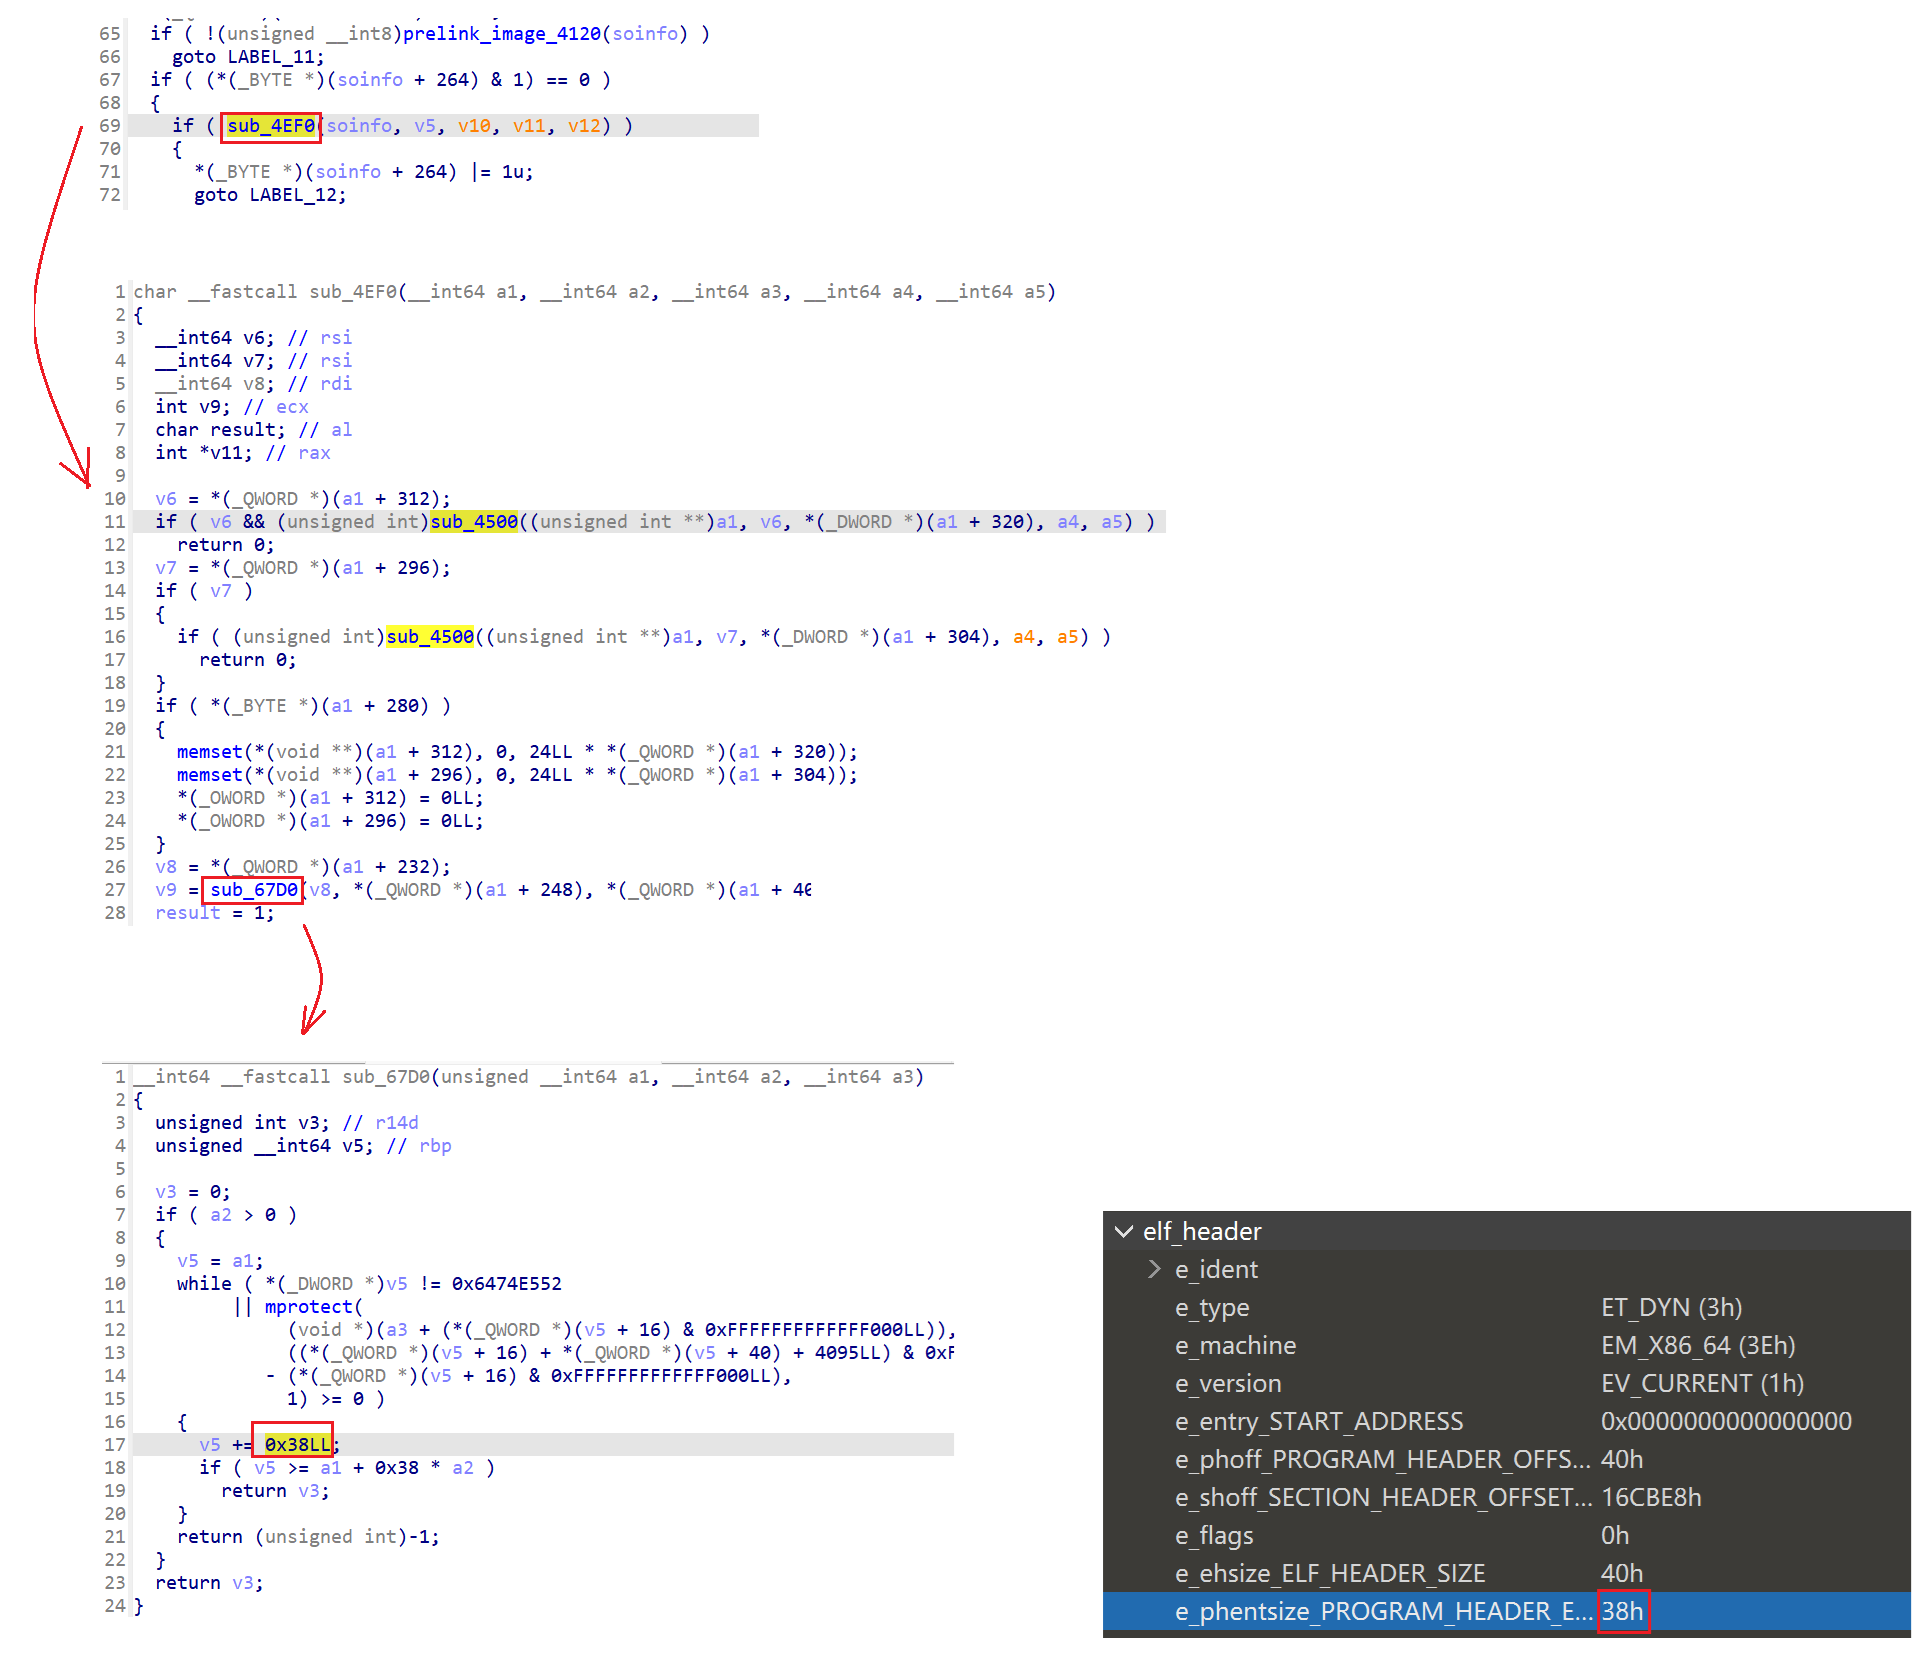 65 if ( !(unsigned __int8)prelink_image_4120(soinfo) )
66 goto LABEL_11;
67 if ( (*(_BYTE *)(soinfo + 264) & 1) == 0 )
68 {
69 if ( sub_4EF0(soinfo, v5, v10, v11, v12) )
70 {
71 *(_BYTE *)(soinfo + 264) |= 1u;
72 goto LABEL_12;
1 char __fastcall sub_4EF0(__int64 a1, __int64 a2, __int64 a3, __int64 a4, __int64 a5)
2 {
3 __int64 v6; // rsi
4 __int64 v7; // rsi
5 __int64 v8; // rdi
6 int v9; // ecx
7 char result; // al
8 int *v11; // rax
9
10 v6 = *(_QWORD *)(a1 + 312);
11 if ( v6 && (unsigned int)sub_4500((unsigned int **)a1, v6, *(_DWORD *)(a1 + 320), a4, a5) )
12 return 0;
13 v7 = *(_QWORD *)(a1 + 296);
14 if ( v7 )
15 {
16 if ( (unsigned int)sub_4500((unsigned int **)a1, v7, *(_DWORD *)(a1 + 304), a4, a5) )
17 return 0;
18 }
19 if ( *(_BYTE *)(a1 + 280) )
20 {
21 memset(*(void **)(a1 + 312), 0, 24LL * *(_QWORD *)(a1 + 320));
22 memset(*(void **)(a1 + 296), 0, 24LL * *(_QWORD *)(a1 + 304));
23 *(_OWORD *)(a1 + 312) = 0LL;
24 *(_OWORD *)(a1 + 296) = 0LL;
25 }
26 v8 = *(_QWORD *)(a1 + 232);
27 v9 = sub_67D0(v8, *(_QWORD *)(a1 + 248), *(_QWORD *)(a1 + 40
28 result = 1;
1 __int64 __fastcall sub_67D0(unsigned __int64 a1, __int64 a2, __int64 a3)
2 {
3 unsigned int v3; // r14d
4 unsigned __int64 v5; // rbp
5
6 v3 = 0;
7 if ( a2 > 0 )
8 {
9 v5 = a1;
10 while ( *(_DWORD *)v5 != 0x6474E552
11 || mprotect(
12 (void *)(a3 + (*(_QWORD *)(v5 + 16) & 0xFFFFFFFFFFFFF000LL)),
13 ((*(_QWORD *)(v5 + 16) + *(_QWORD *)(v5 + 40) + 4095LL) & 0xF
14 - (*(_QWORD *)(v5 + 16) & 0xFFFFFFFFFFFFF000LL),
15 1) >= 0 )
16 {
17 v5 += 0x38LL;
18 if ( v5 >= a1 + 0x38 * a2 )
19 return v3;
20 }
21 return (unsigned int)-1;
22 }
23 return v3;
24 }
elf_header
e_ident
e_type ET_DYN (3h)
e_machine EM_X86_64 (3Eh)
e_version EV_CURRENT (1h)
e_entry_START_ADDRESS 0x0000000000000000
e_phoff_PROGRAM_HEADER_OFFS... 40h
e_shoff_SECTION_HEADER_OFFSET... 16CBE8h
e_flags 0h
e_ehsize_ELF_HEADER_SIZE 40h
e_phentsize_PROGRAM_HEADER_E... 38h